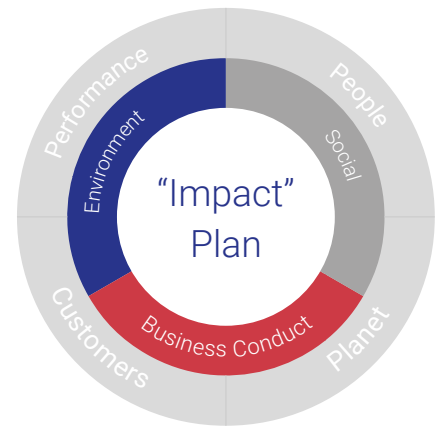 Performance
People
Environment
Social
“Impact”
Plan
Business Conduct
Customers
Planet